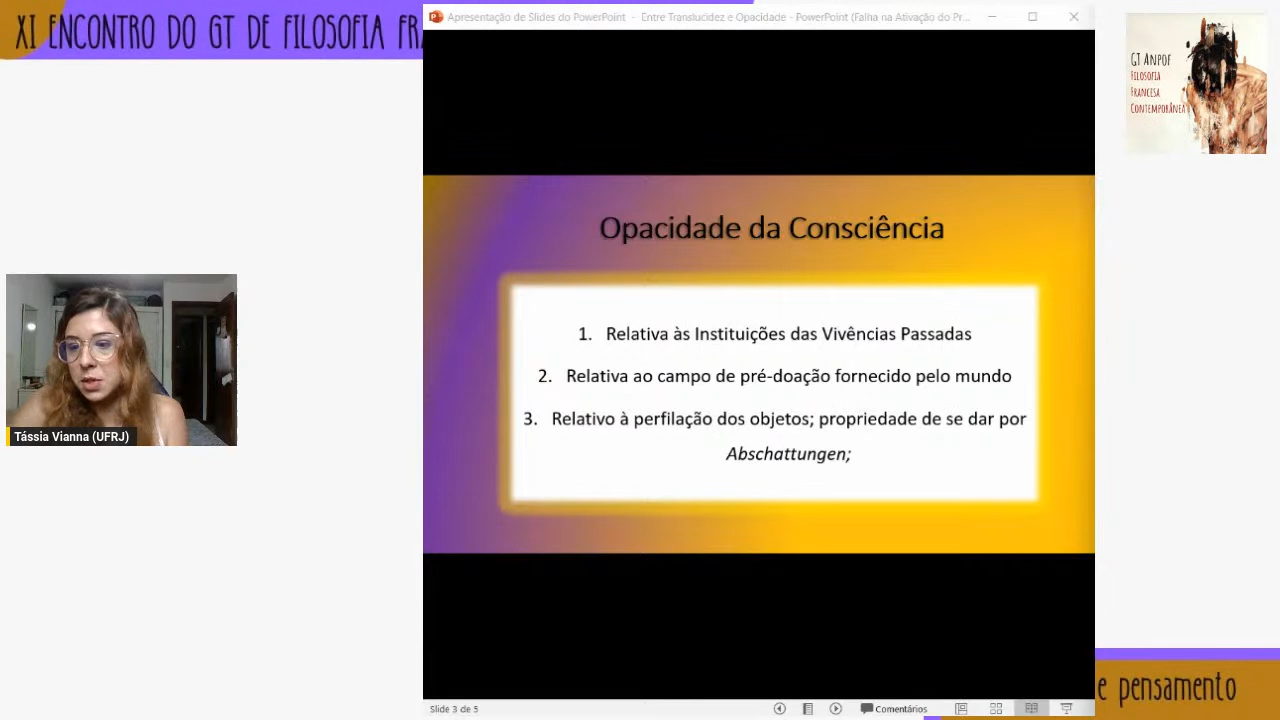 XI ENCONTRO DO GT DE FILOSOFIA
Apresentação de Slides do PowerPoint - Entre Translucidez e Opacidade - PowerPoint (Falha na Ativação do Pr...
GT ANPOF
FILOSOFIA
FRANCESA
CONTEMPORÂNEA
Opacidade da Consciência
1. Relativa às Instituições das Vivências Passadas
2. Relativa ao campo de pré-doação fornecido pelo mundo
3. Relativo à perfilação dos objetos; propriedade de se dar por
Abschattungen;
Tássia Vianna (UFRJ)
e pensamento
Slide 3 de 5
Comentários